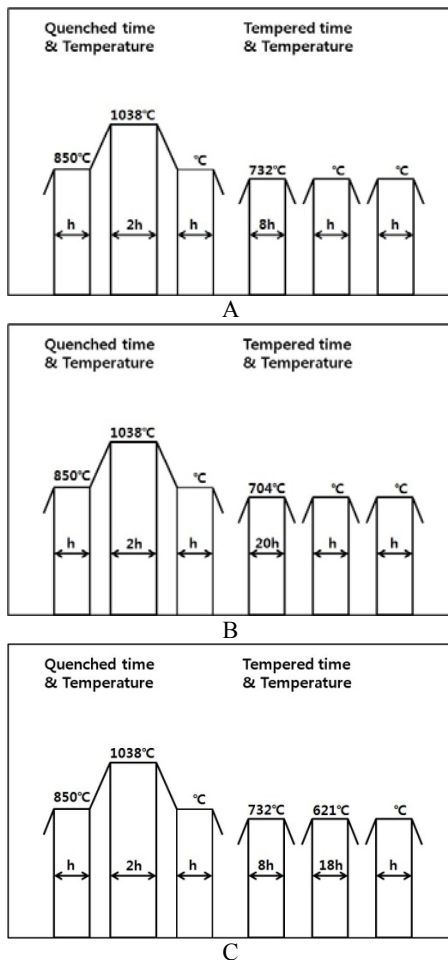 Quenched time Tempered time
& Temperature & Temperature
1038℃
850℃ ℃ 732℃ ℃ ℃
h 2h h 8h h h
A
Quenched time Tempered time
& Temperature & Temperature
1038℃
850℃ ℃ 704℃ ℃ ℃
h 2h h 20h h h
B
Quenched time Tempered time
& Temperature & Temperature
1038℃
850℃ ℃ 732℃ 621℃ ℃
h 2h h 8h 18h h
C